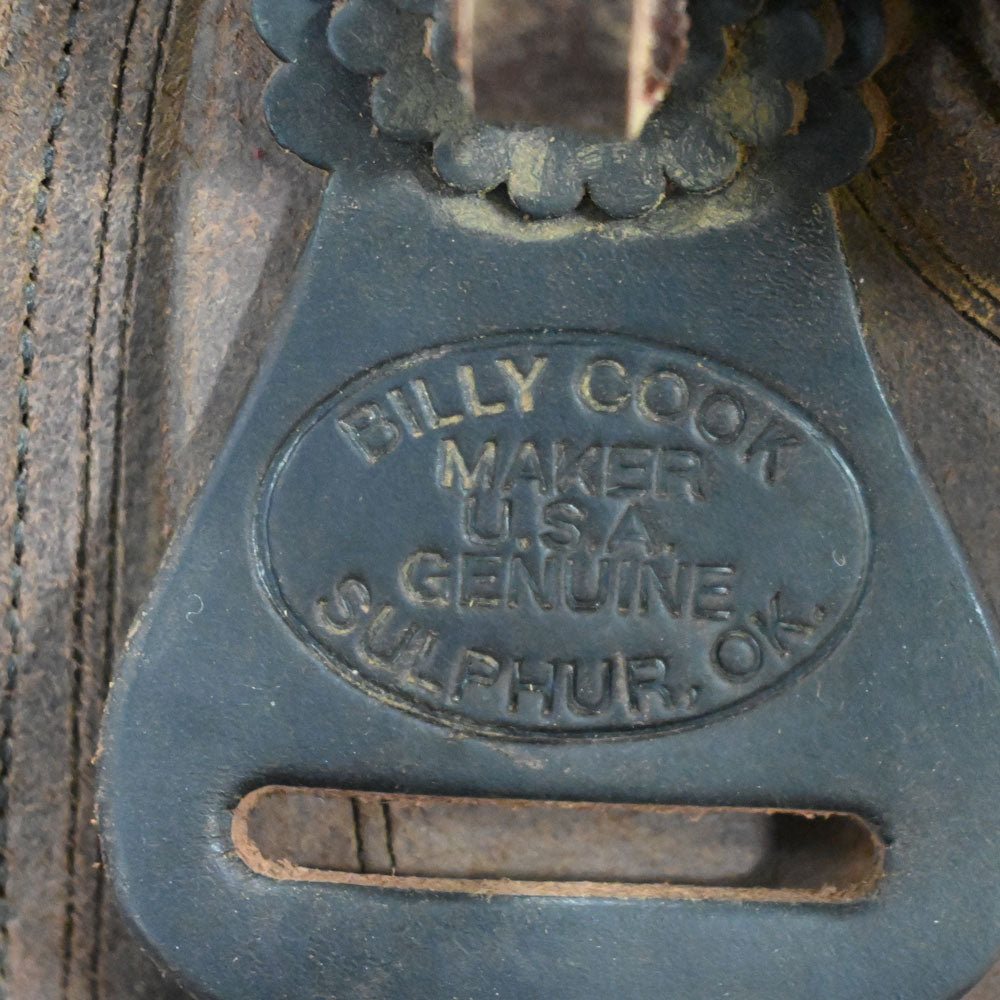 BILLY COOK
MAKER
U.S.A.
GENUINE
SULPHUR, OK.